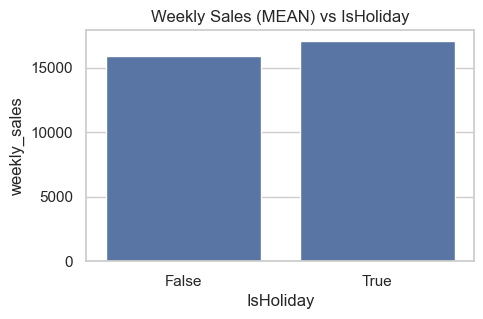 Weekly Sales (MEAN) vs IsHoliday
15000
10000
5000
0
weekly_sales
False True
IsHoliday